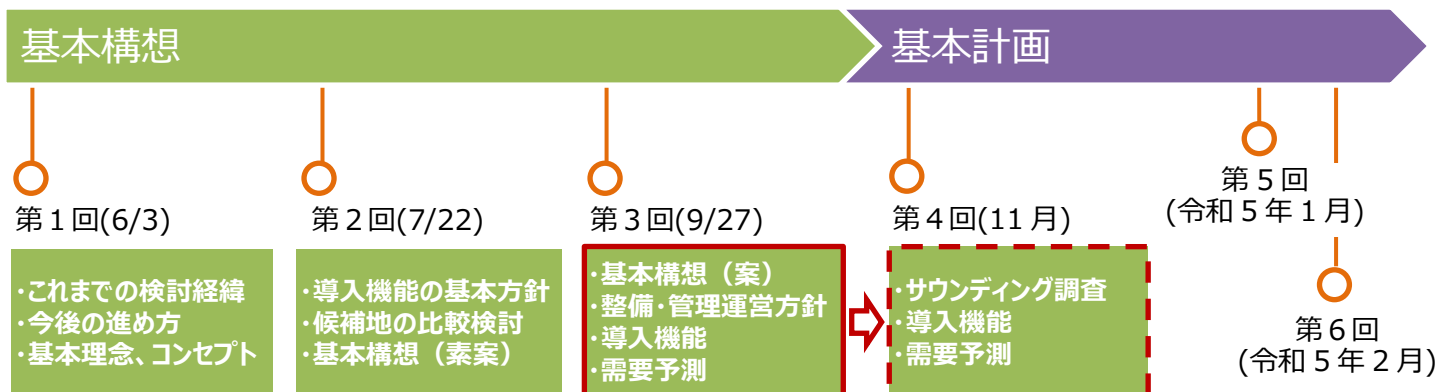 基本構想
基本計画
第１回(6/3)
・これまでの検討経緯
・今後の進め方
・基本理念、コンセプト
第２回(7/22)
・導入機能の基本方針
・候補地の比較検討
・基本構想（素案）
第３回(9/27)
・基本構想（案）
・整備・管理運営方針
・導入機能
・需要予測
第４回(11月)
・サウンディング調査
・導入機能
・需要予測
第５回
(令和５年１月)
第６回
(令和５年２月)